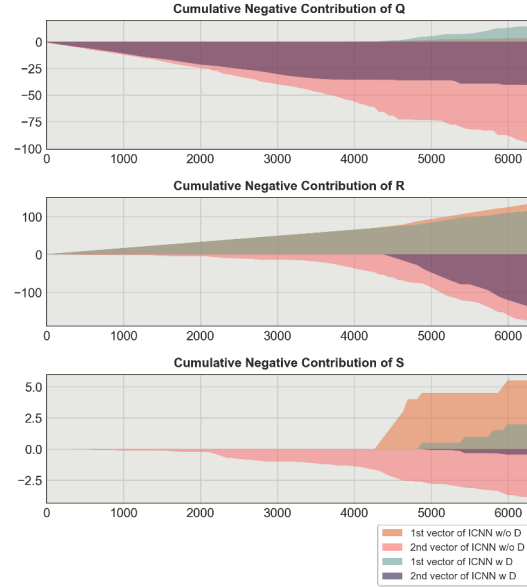 Cumulative Negative Contribution of Q
0
−25
−50
−75
−100
0 1000 2000 3000 4000 5000 6000
Cumulative Negative Contribution of R
100
0
−100
0 1000 2000 3000 4000 5000 6000
Cumulative Negative Contribution of S
5.0
2.5
0.0
−2.5
0 1000 2000 3000 4000 5000 6000
1st vector of ICNN w/o D
2nd vector of ICNN w/o D
1st vector of ICNN w D
2nd vector of ICNN w D